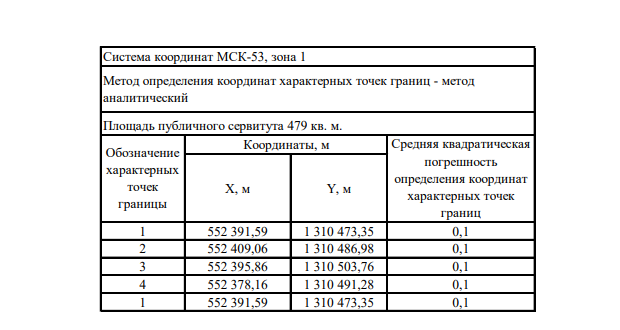 Система координат МСК-53, зона 1
Метод определения координат характерных точек границ - метод
аналитический
Площадь публичного сервитута 479 кв. м.
Обозначение
характерных
точек
границы
Координаты, м
X, м
Y, м
Средняя квадратическая
погрешность
определения координат
характерных точек
границ
1 552 391,59 1 310 473,35 0,1
2 552 409,06 1 310 486,98 0,1
3 552 395,86 1 310 503,76 0,1
4 552 378,16 1 310 491,28 0,1
1 552 391,59 1 310 473,35 0,1